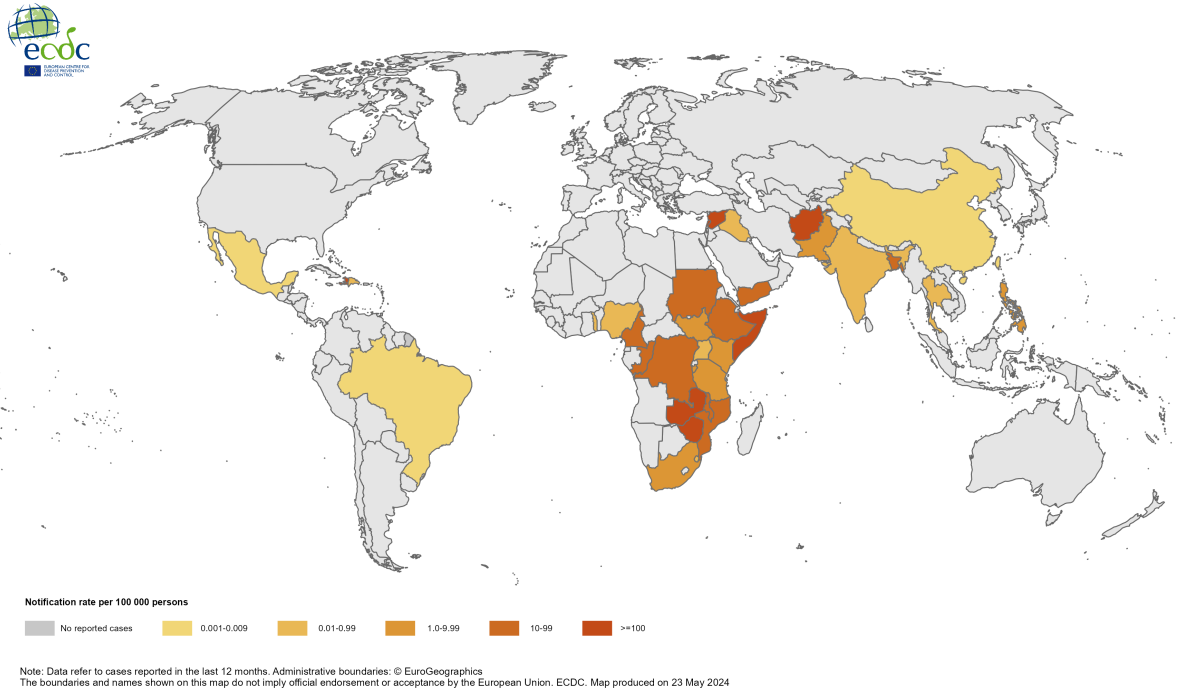 ecdc
EUROPEAN CENTRE FOR
DISEASE PREVENTION
AND CONTROL
Notification rate per 100 000 persons
No reported cases
0.001-0.009
0.01-0.99
1.0-9.99
10-99
>=100
Note: Data refer to cases reported in the last 12 months. Administrative boundaries: © EuroGeographics
The boundaries and names shown on this map do not imply official endorsement or acceptance by the European Union. ECDC. Map produced on 23 May 2024